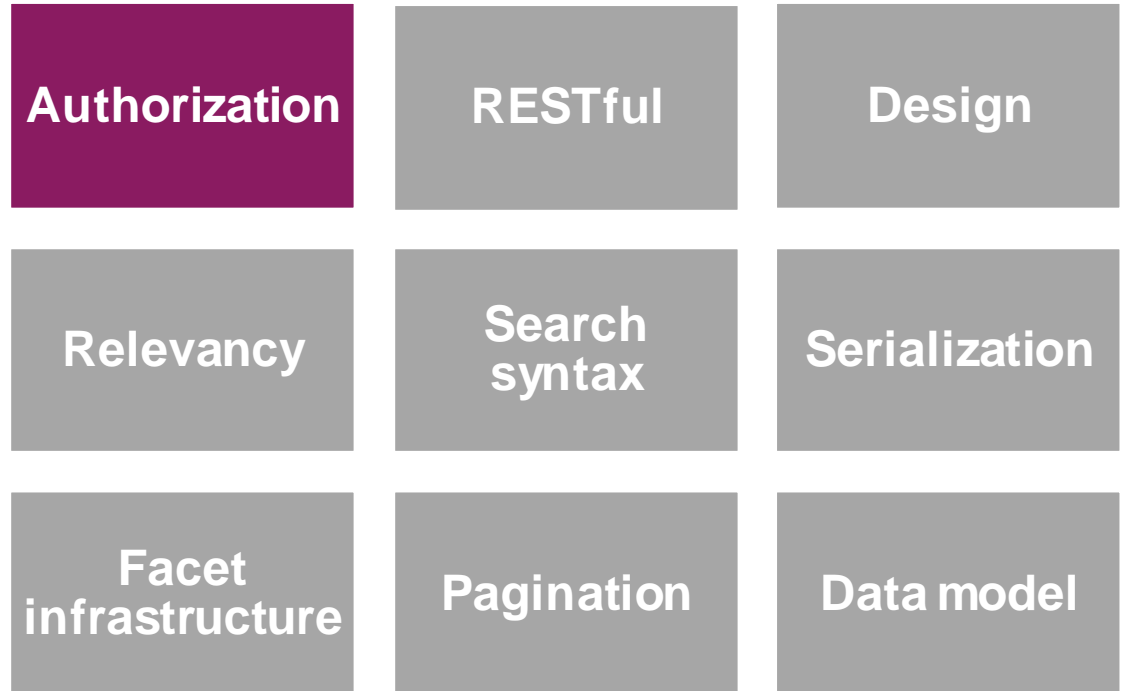 Authorization
RESTful
Design
Relevancy
Search
syntax
Serialization
Facet
infrastructure
Pagination
Data model